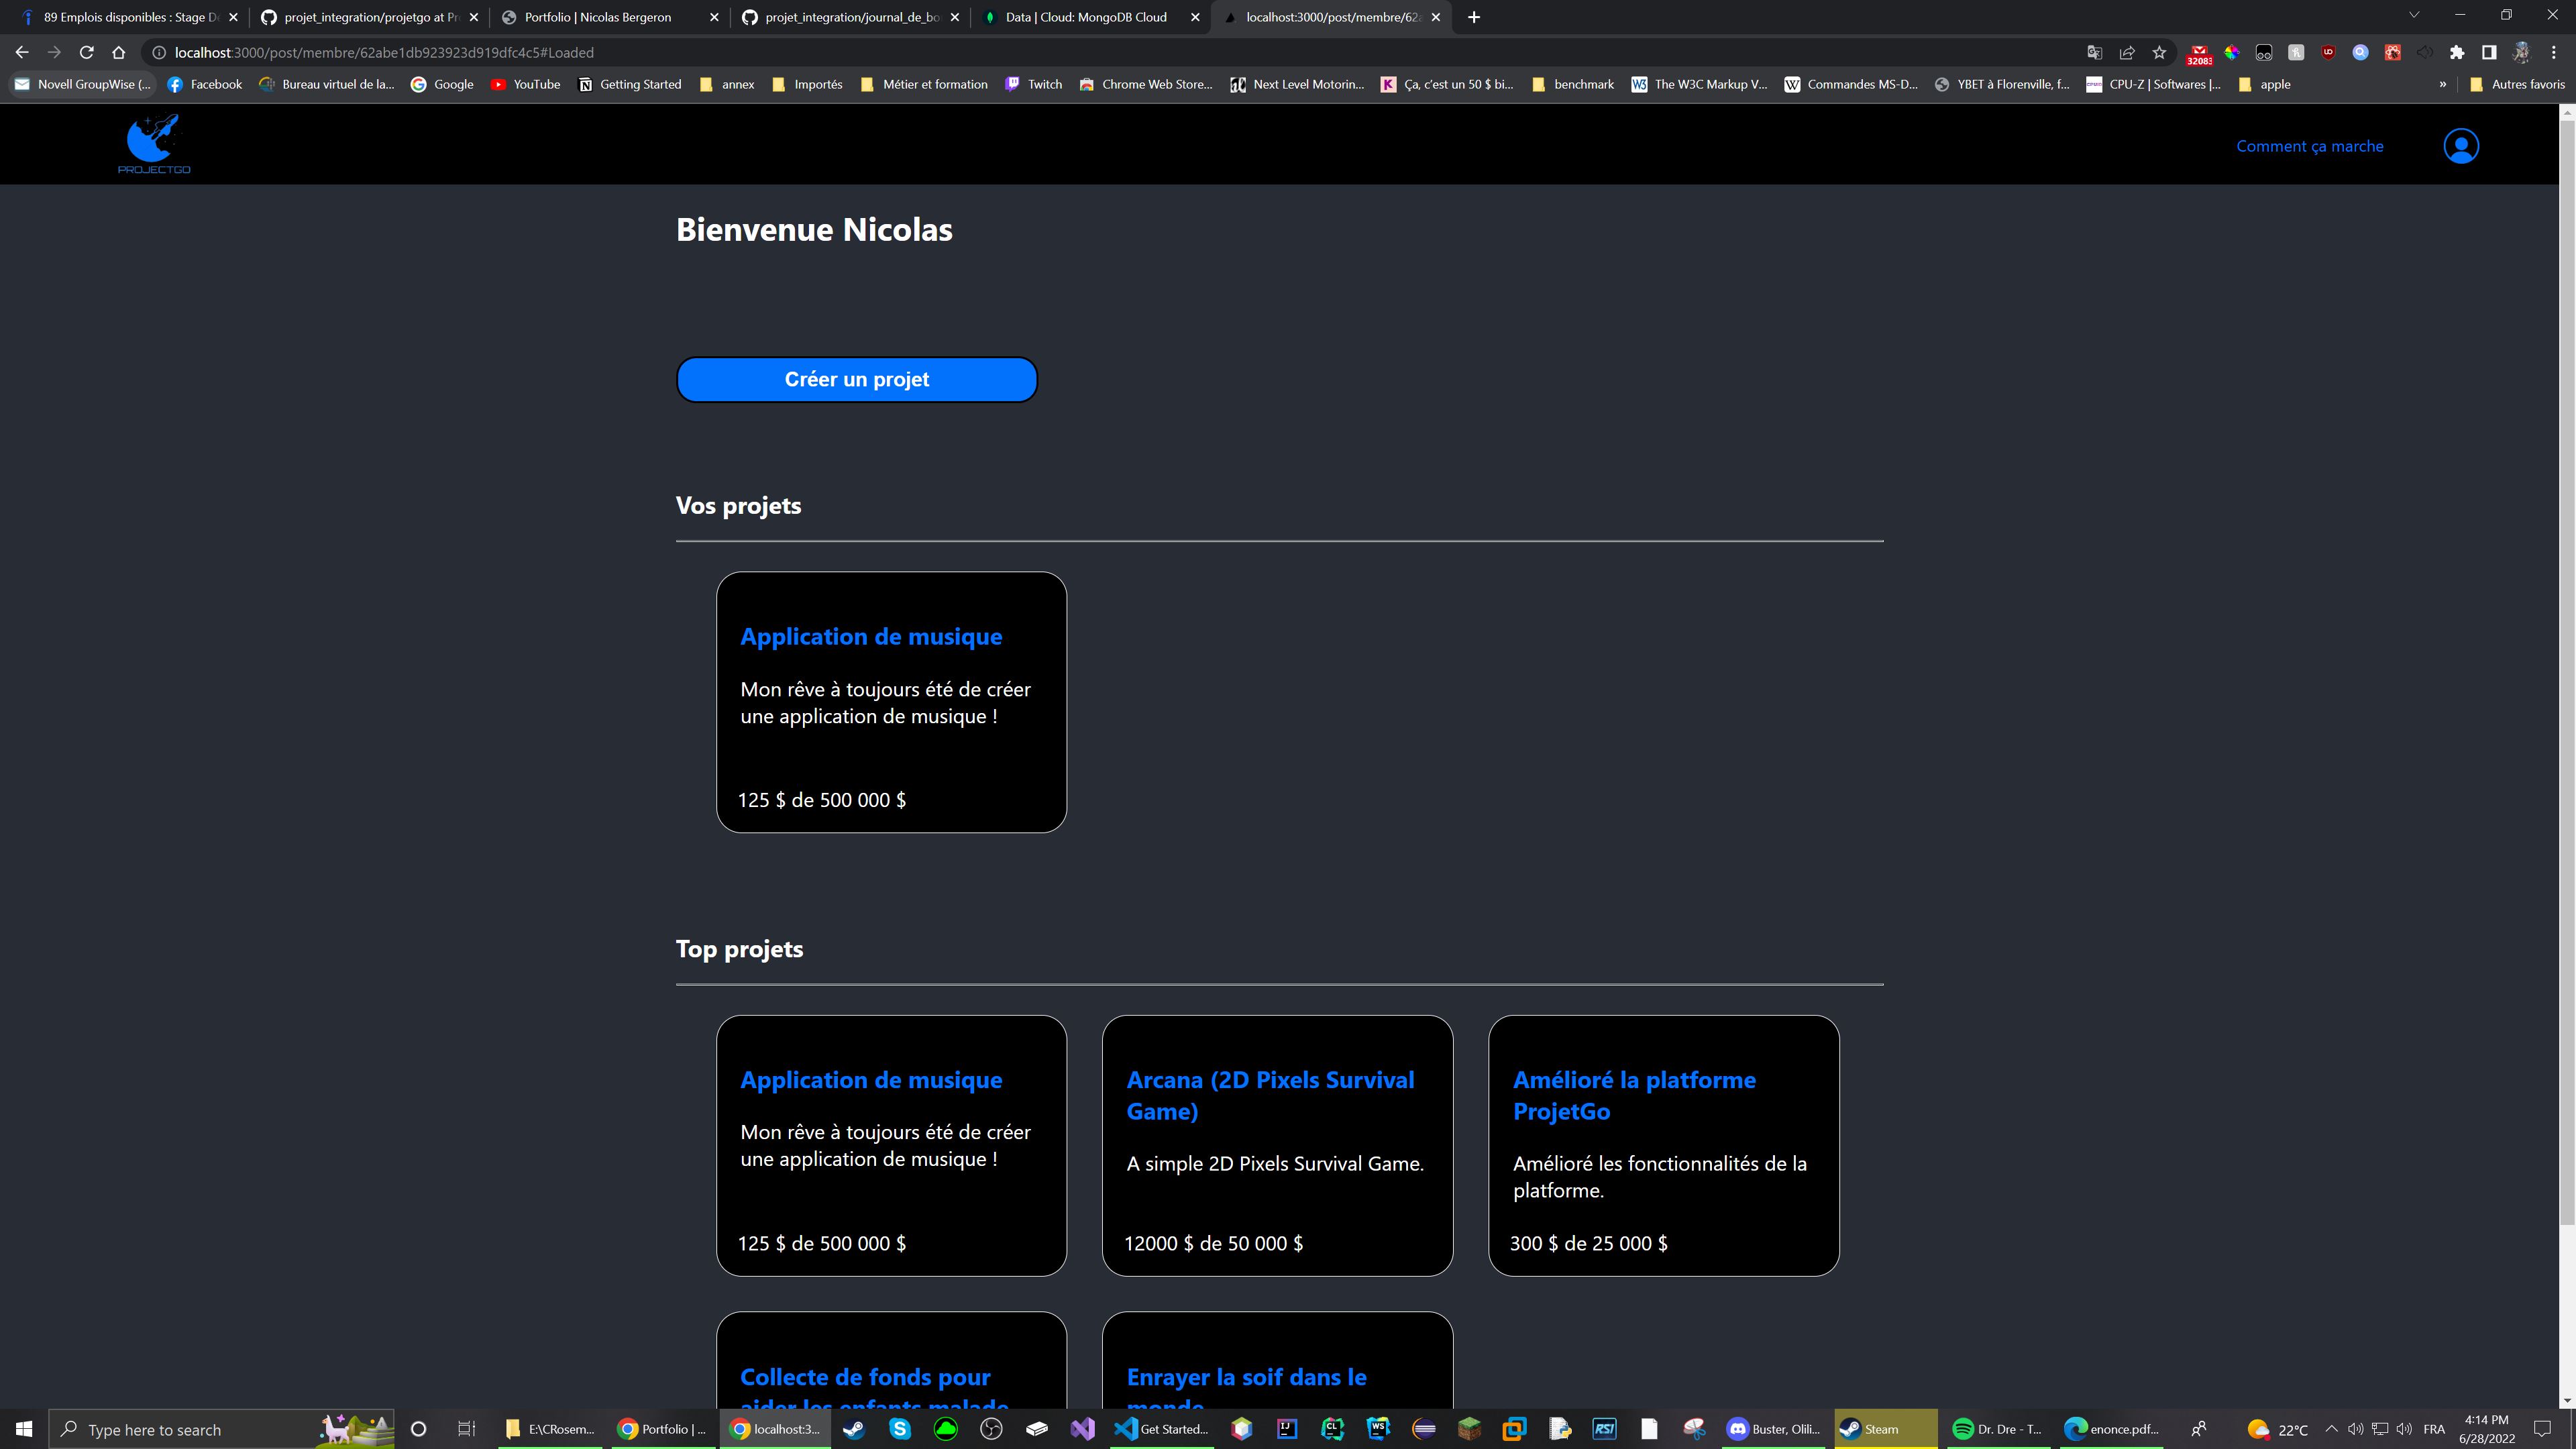 89 Emplois disponibles : Stage De
projet_integration/projetgo at Pr
Portfolio | Nicolas Bergeron
projet_integration/journal_de_bo
Data | Cloud: MongoDB Cloud
localhost:3000/post/membre/62a
localhost:3000/post/membre/62abe1db923923d919dfc4c5#Loaded
32083
Novell GroupWise (...
Facebook
Bureau virtuel de la...
Google
YouTube
Getting Started
annex
Importés
Métier et formation
Twitch
Chrome Web Store...
Next Level Motorin...
Ça, c'est un 50 $ bi...
benchmark
The W3C Markup V...
Commandes MS-D...
YBET à Florenville, f...
CPU-Z | Softwares |...
apple
»
Autres favoris
PROJECTGO
Comment ça marche
Bienvenue Nicolas
Créer un projet
Vos projets
Application de musique
Mon rêve à toujours été de créer
une application de musique !
125 $ de 500 000 $
Top projets
Application de musique
Mon rêve à toujours été de créer
une application de musique !
125 $ de 500 000 $
Arcana (2D Pixels Survival
Game)
A simple 2D Pixels Survival Game.
12000 $ de 50 000 $
Amélioré la platforme
ProjetGo
Amélioré les fonctionnalités de la
platforme.
300 $ de 25 000 $
Collecte de fonds pour
aider les enfants malade
Enrayer la soif dans le
monde
Type here to search
E:\CRosem...
Portfolio | ...
localhost:3...
Get Started...
Buster, Olili...
Steam
Dr. Dre - T...
enonce.pdf...
22°C
FRA
4:14 PM
6/28/2022